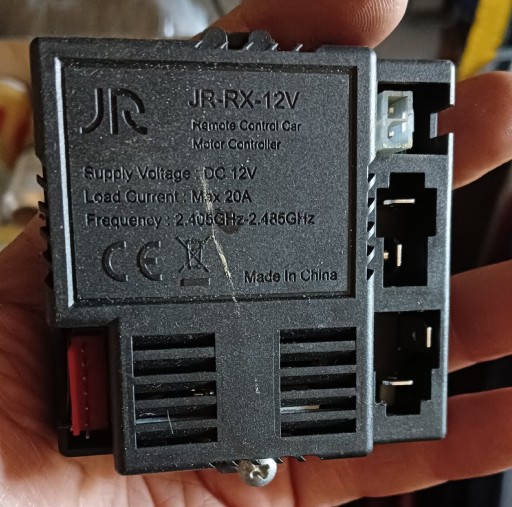 JR
JR-RX-12V
Remote Control Car
Motor Controller
Supply Voltage : DC 12V
Load Current : Max 20A
Frequency : 2.405GHz-2.485GHz
CE
Made In China